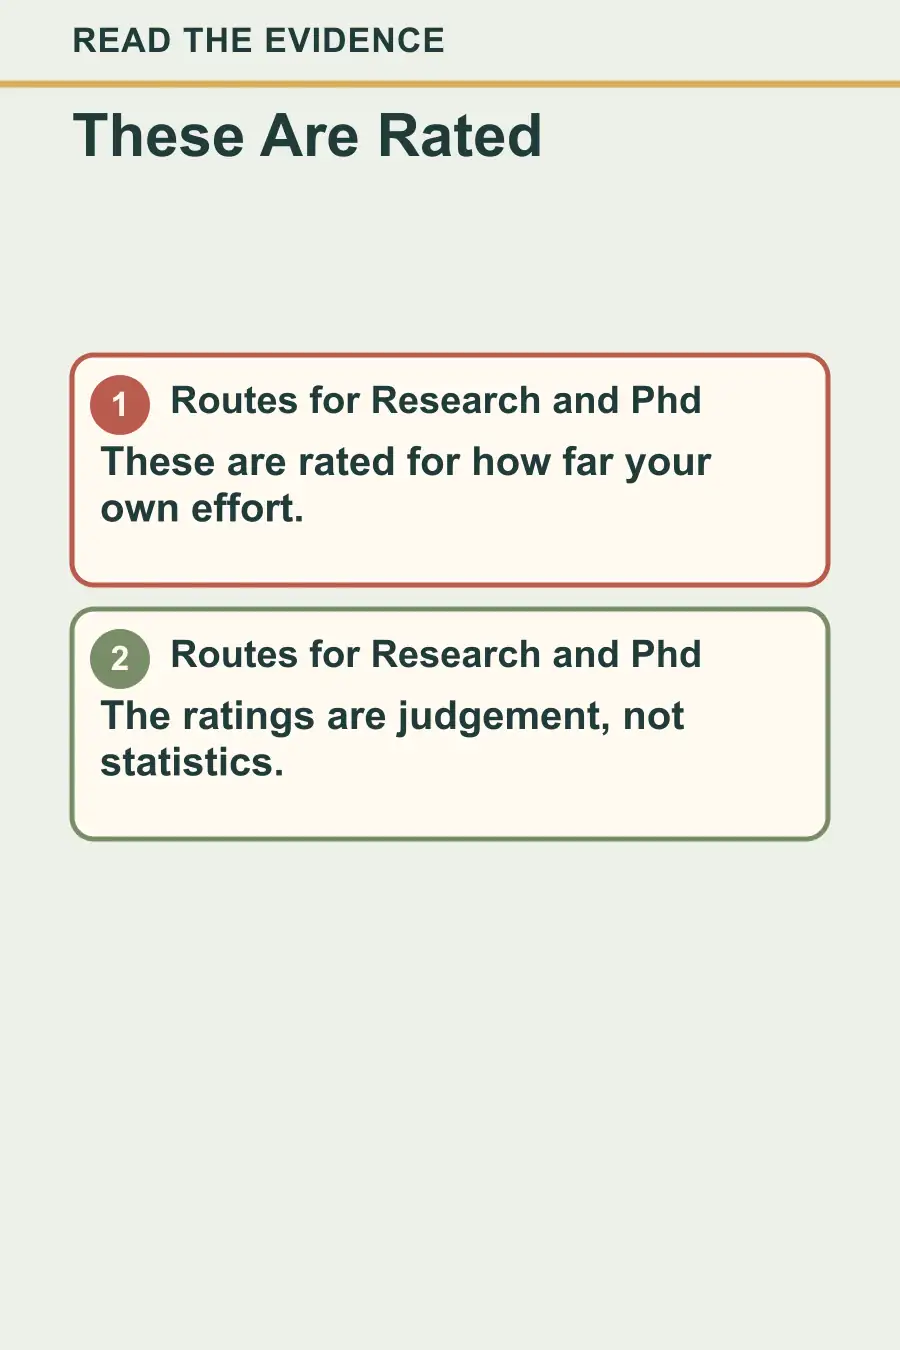 READ THE EVIDENCE
These Are Rated
1 Routes for Research and Phd
These are rated for how far your
own effort.
2 Routes for Research and Phd
The ratings are judgement, not
statistics.